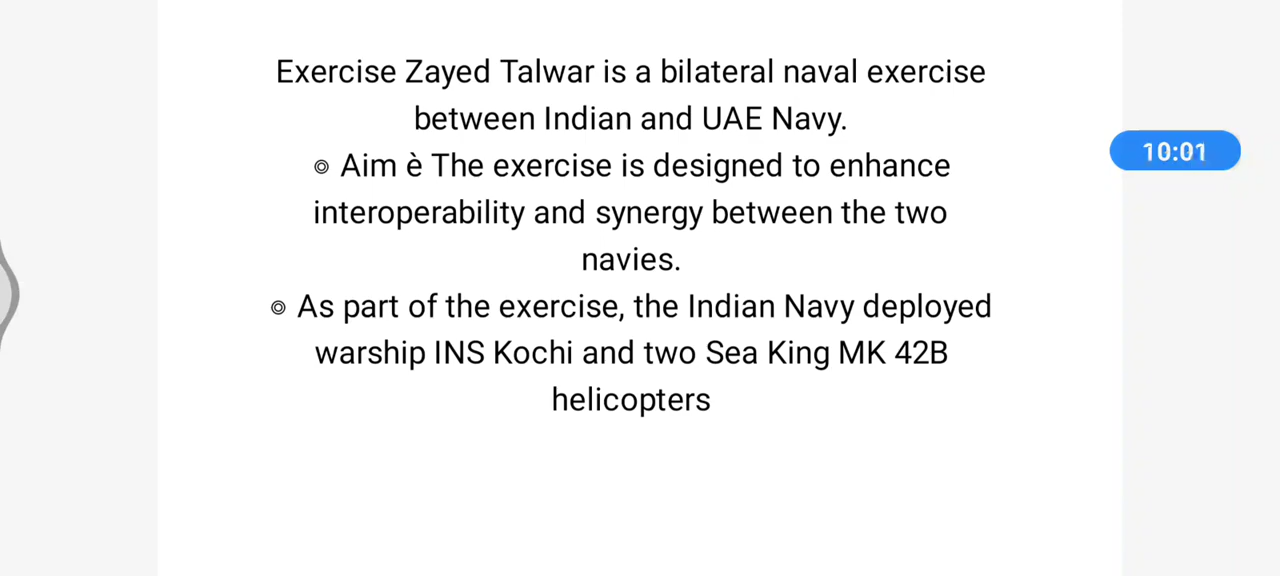 Exercise Zayed Talwar is a bilateral naval exercise
between Indian and UAE Navy.
◎ Aim è The exercise is designed to enhance
interoperability and synergy between the two
navies.
◎ As part of the exercise, the Indian Navy deployed
warship INS Kochi and two Sea King MK 42B
helicopters
10:01